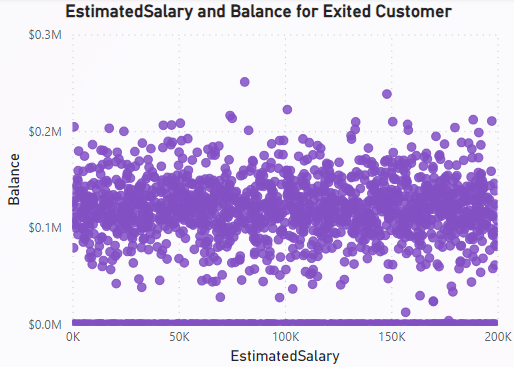 EstimatedSalary and Balance for Exited Customer
$0.3M
$0.2M
Balance
$0.1M
$0.0M
0K 50K 100K 150K 200K
EstimatedSalary